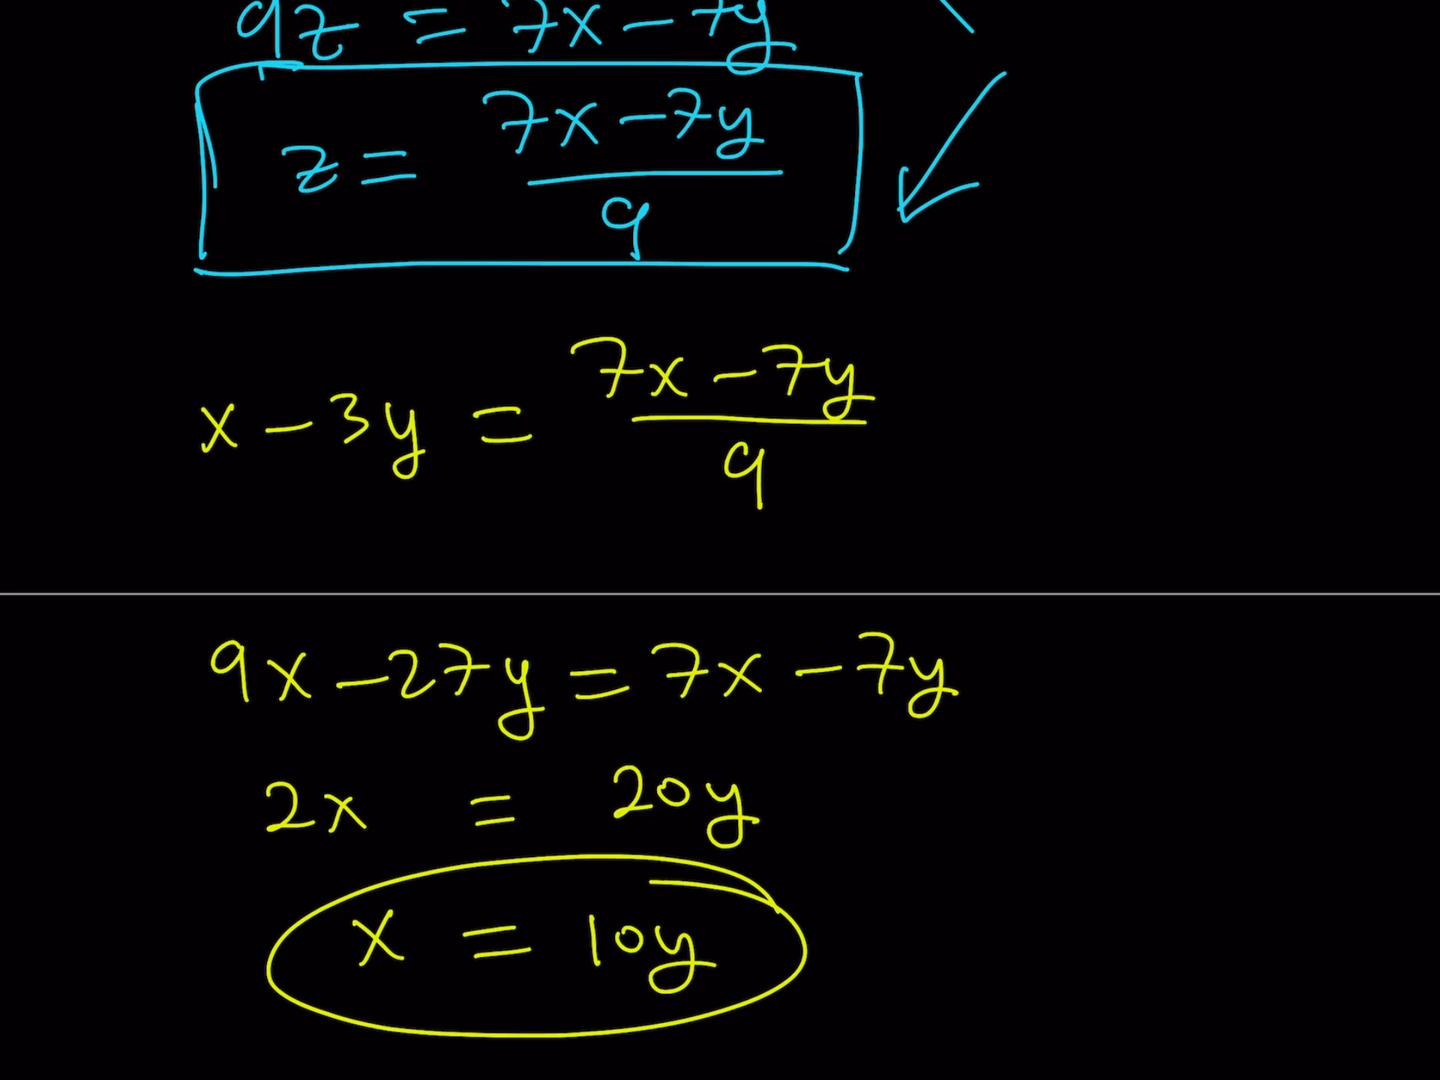 9z = 7x - 7y
z = (7x - 7y)/9
x - 3y = (7x - 7y)/9
9x - 27y = 7x - 7y
2x = 20y
x = 10y